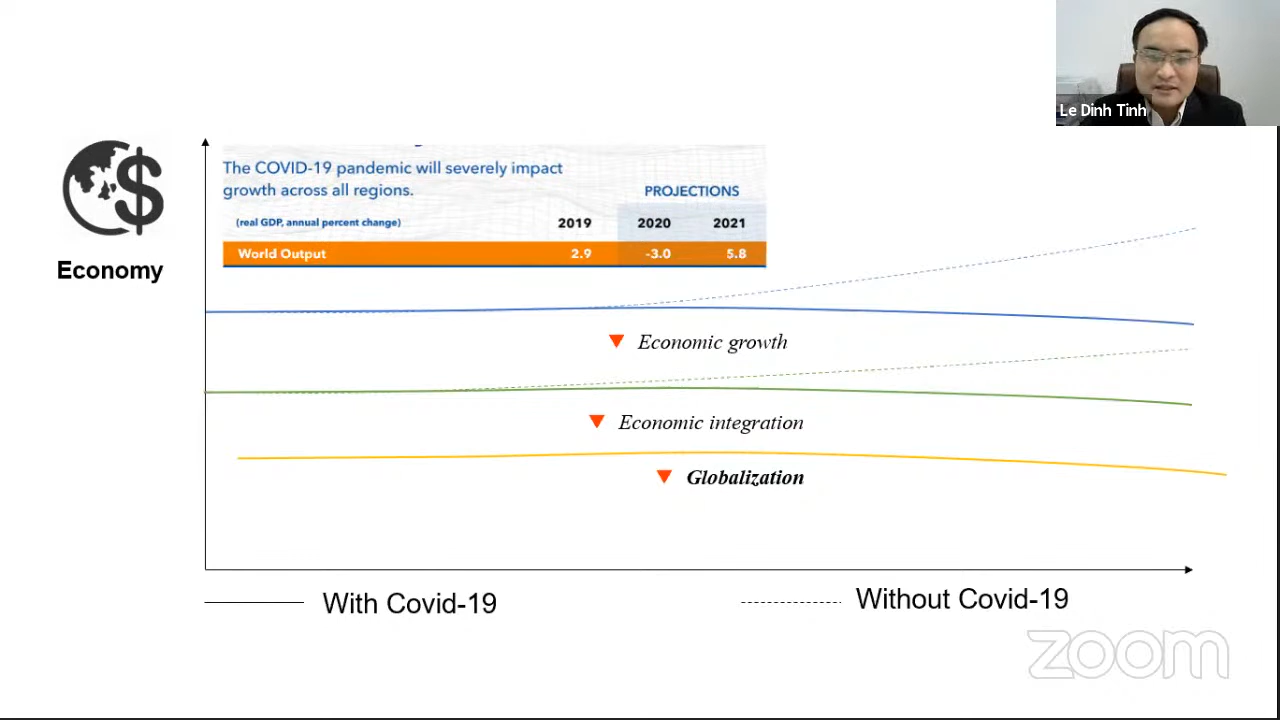 Le Dinh Tinh
The COVID-19 pandemic will severely impact
growth across all regions.
PROJECTIONS
(real GDP, annual percent change) 2019 2020 2021
World Output 2.9 -3.0 5.8
Economy
Economic growth
Economic integration
Globalization
With Covid-19
Without Covid-19
zoom